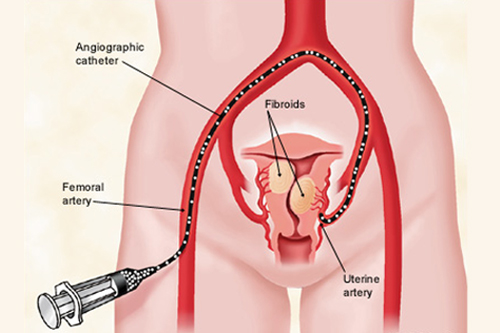 Angiographic
catheter
Fibroids
Femoral
artery
Uterine
artery